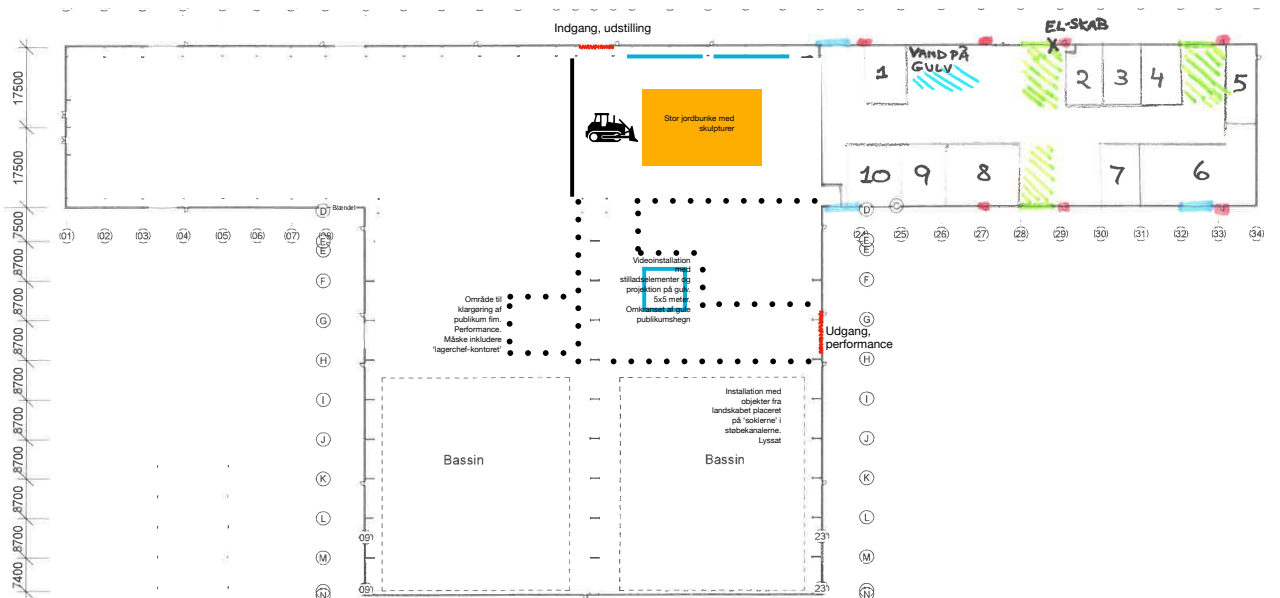 Indgang, udstilling
EL-SKAB
X
VAND PÅ
GULV
1
2
3
4
5
10
9
8
7
6
Stor jordbunke med
skulpturer
17500
17500
17500
8700
8700
8700
8700
8700
8700
8700
8700
7400
Blændet
(01)
(02)
(03)
(04)
(05)
(06)
(07)
(24)
(25)
(26)
(27)
(28)
(29)
(30)
(31)
(32)
(33)
(34)
D
E
F
G
H
I
J
K
L
M
N
C
D
E
F
G
H
I
J
K
L
M
N
Videoinstallation
med
stilladselementer og
projektion på gulv.
5x5 meter.
Omkranset af gule
publikumshegn
Område til
klargøring af
publikum fim.
Performance.
Måske inkludere
'lagerchef-kontoret'
Udgang,
performance
Installation med
objekter fra
landskabet placeret
på 'soklerne' i
støbekanalerne.
Lyssat
Bassin
Bassin